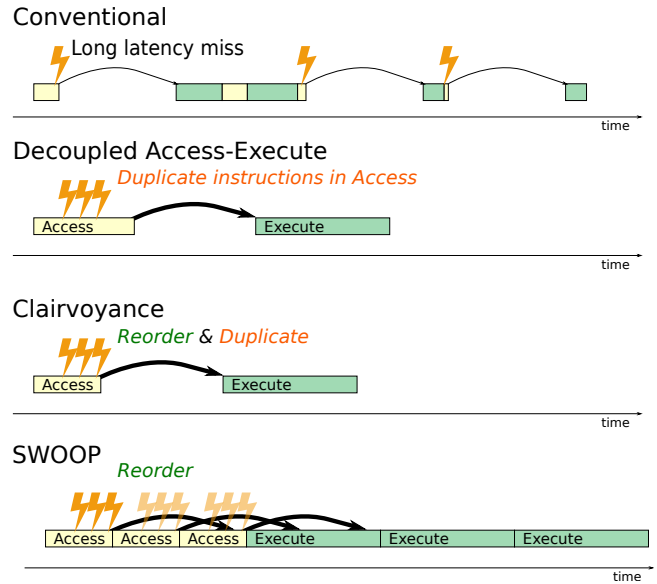 Conventional
Long latency miss
time
Decoupled Access-Execute
Duplicate instructions in Access
Access Execute
time
Clairvoyance
Reorder & Duplicate
Access Execute
time
SWOOP
Reorder
Access Access Access Execute Execute Execute
time